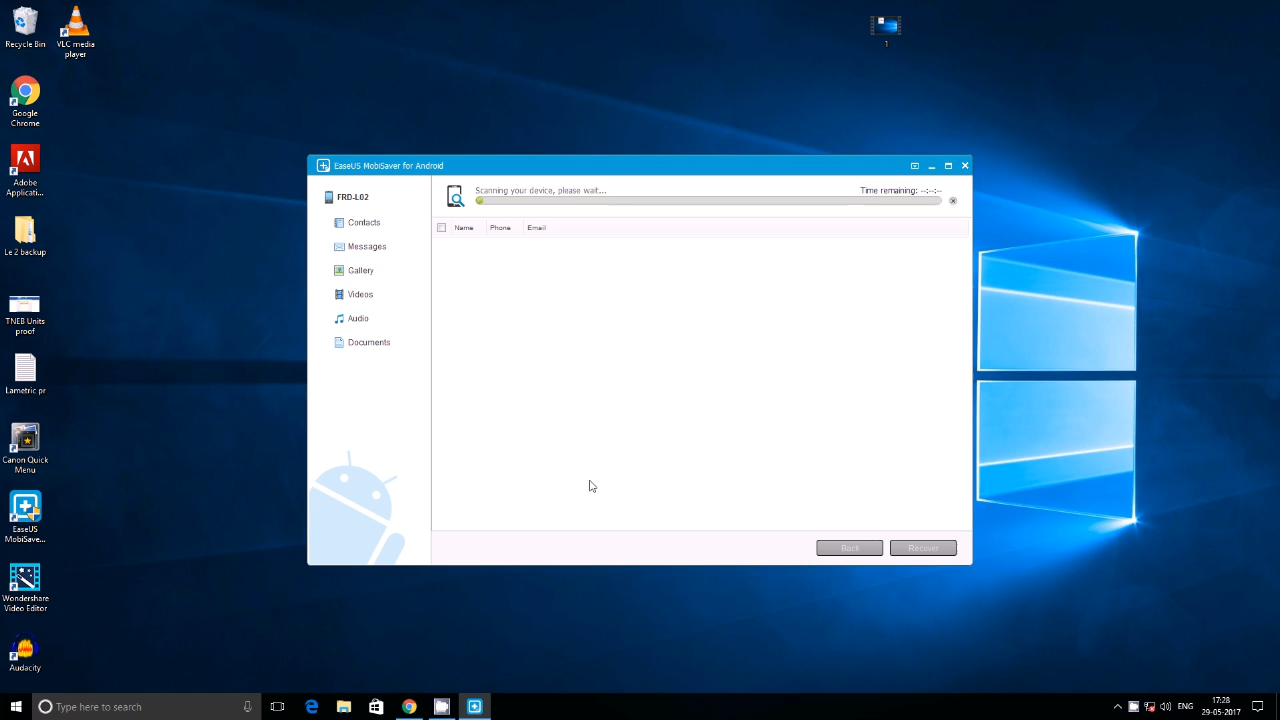 Recycle Bin
VLC media
player
1
Google
Chrome
Adobe
Applicati...
Le 2 backup
TNEB Units
proof
Lametric pr
Canon Quick
Menu
EaseUS
MobiSave...
Wondershare
Video Editor
Audacity
EaseUS MobiSaver for Android
FRD-L02
Contacts
Messages
Gallery
Videos
Audio
Documents
Scanning your device, please wait...
Time remaining: --:--:--
Name Phone Email
Back Recover
Type here to search
ENG
17:28
29-05-2017